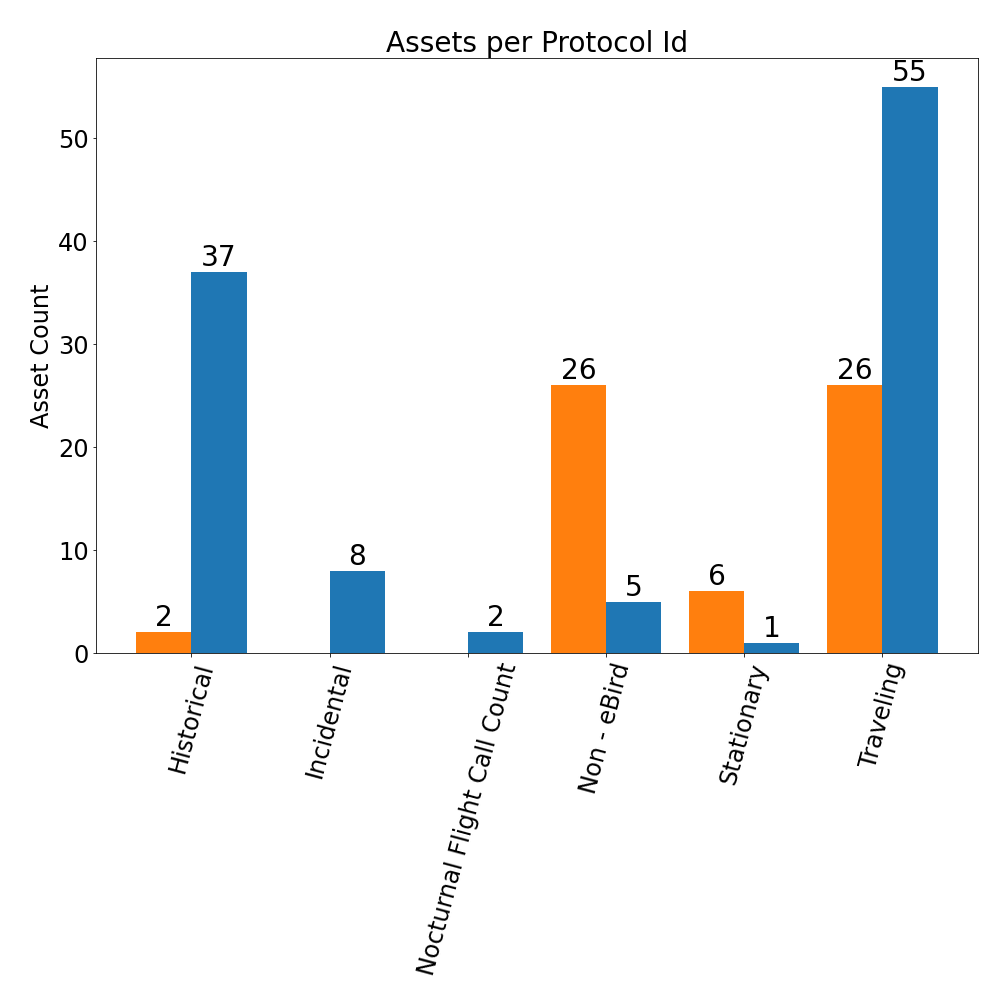 Assets per Protocol Id
Asset Count
50
40
30
20
10
0
2
37
8
2
26
5
6
1
26
55
Historical
Incidental
Nocturnal Flight Call Count
Non - eBird
Stationary
Traveling